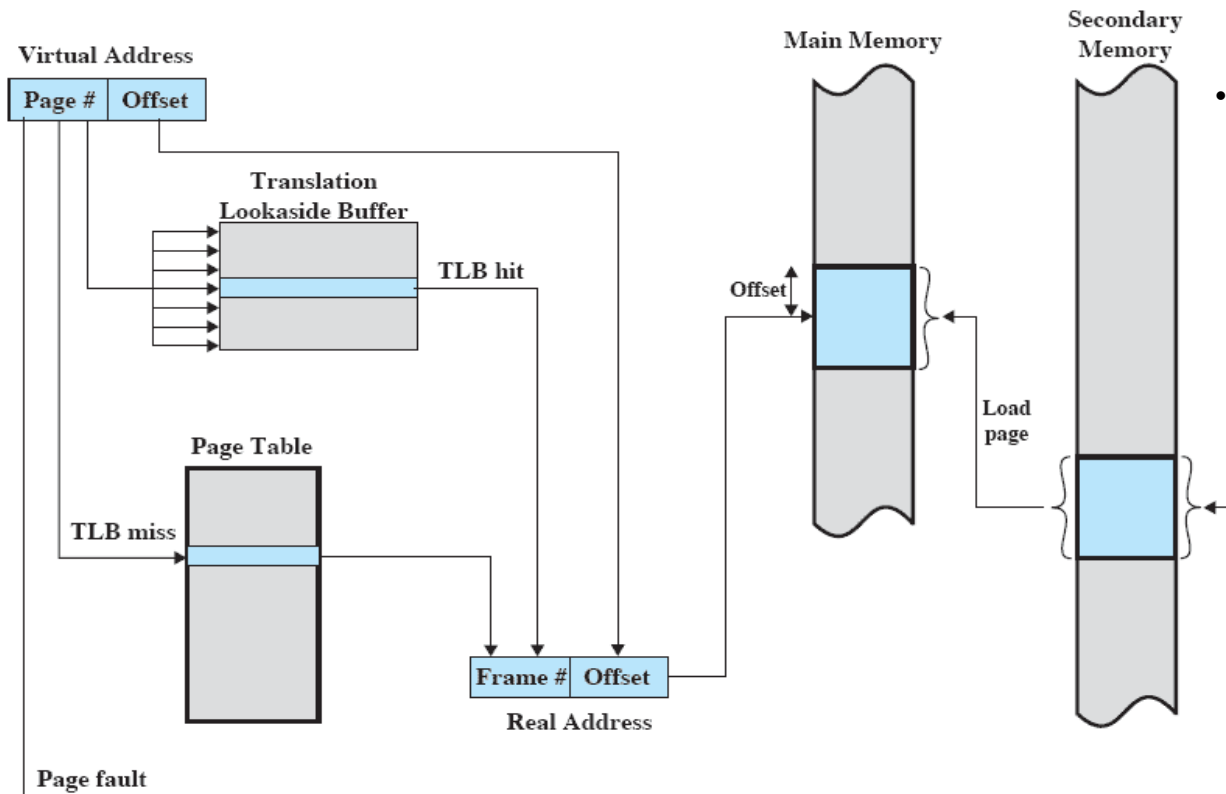 Virtual Address
Page #
Offset
Main Memory
Secondary
Memory
•
Translation
Lookaside Buffer
TLB hit
Offset
Load
page
Page Table
TLB miss
Frame #
Offset
Real Address
Page fault